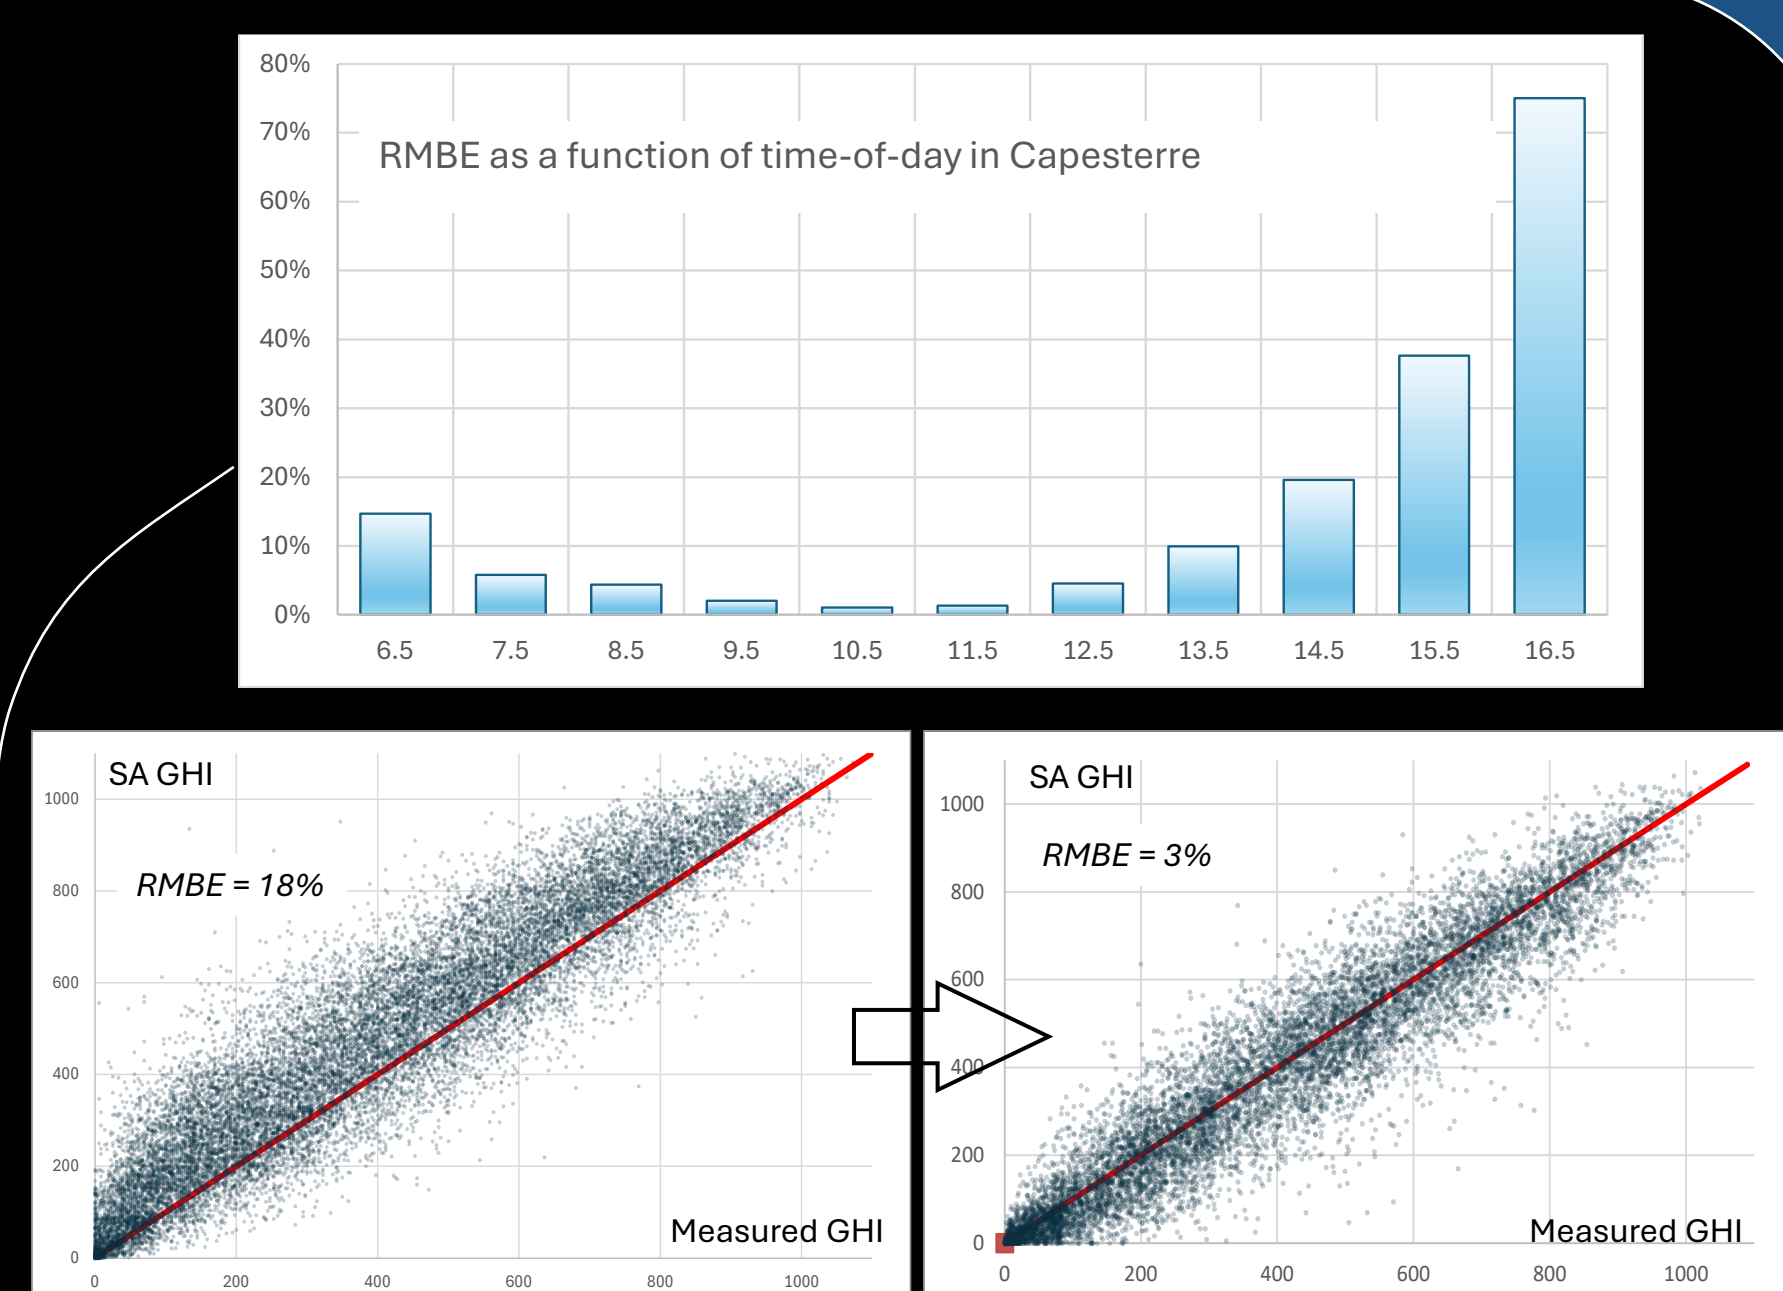 RMBE as a function of time-of-day in Capesterre
80%
70%
60%
50%
40%
30%
20%
10%
0%
6.5 7.5 8.5 9.5 10.5 11.5 12.5 13.5 14.5 15.5 16.5
SA GHI
RMBE = 18%
1000
800
600
400
200
0
Measured GHI
0 200 400 600 800 1000
SA GHI
RMBE = 3%
1000
800
600
400
200
0
Measured GHI
0 200 400 600 800 1000